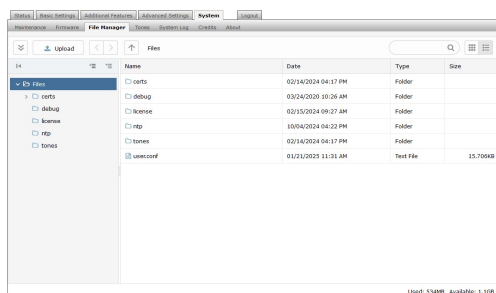 Status Basic Settings Additional Features Advanced Settings System Logout
Maintenance Firmware File Manager Tones System Log Credits About
Upload Files
Name Date Type Size
Files
certs
debug
license
ntp
tones
certs 02/14/2024 04:17 PM Folder
debug 03/24/2020 10:26 AM Folder
license 02/15/2024 09:27 AM Folder
ntp 10/04/2024 04:22 PM Folder
tones 02/14/2024 04:17 PM Folder
uses.conf 01/21/2025 11:31 AM Text File 15.706KB
Used: 534MB Available: 1.1GB